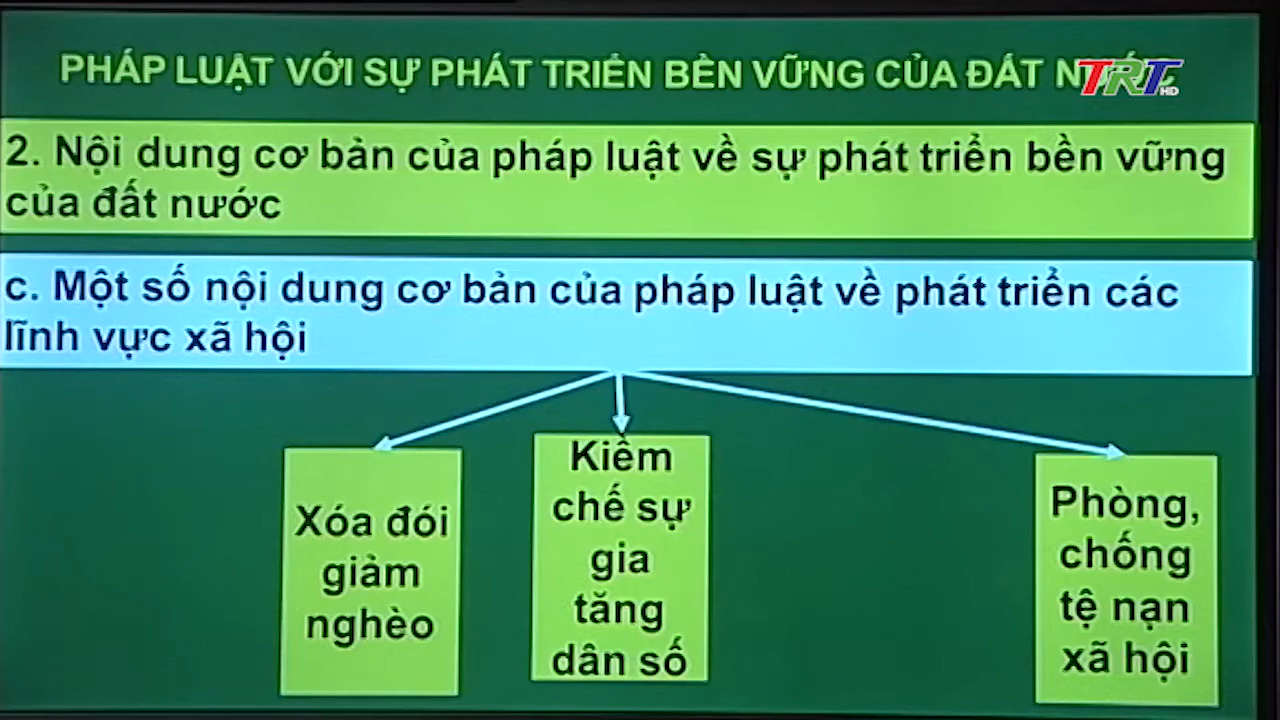 PHÁP LUẬT VỚI SỰ PHÁT TRIỂN BỀN VỮNG CỦA ĐẤT
TRT
HD
2. Nội dung cơ bản của pháp luật về sự phát triển bền vững
của đất nước
c. Một số nội dung cơ bản của pháp luật về phát triển các
lĩnh vực xã hội
Xóa đói
giảm
nghèo
Kiềm
chế sự
gia
tăng
dân số
Phòng,
chống
tệ nạn
xã hội